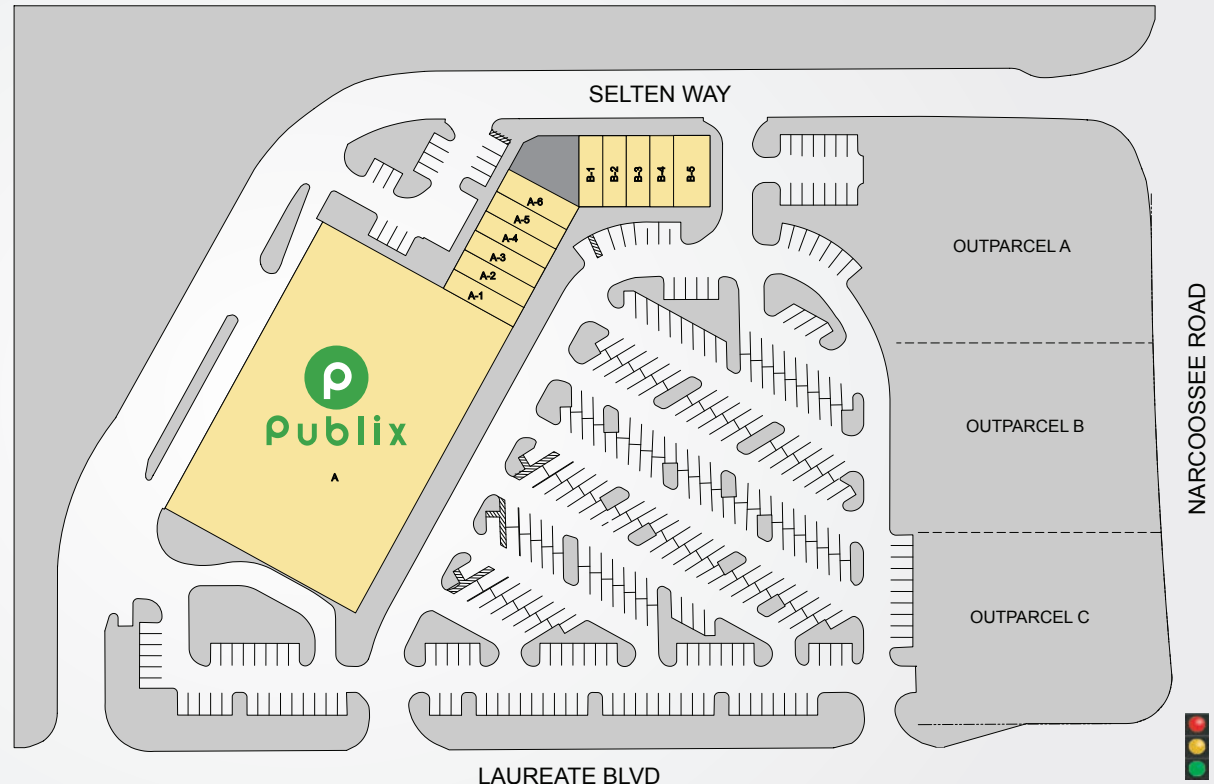 SELTEN WAY
B-1
B-2
B-3
B-4
B-5
A-6
A-5
A-4
A-3
A-2
A-1
OUTPARCEL A
NARCOOSSEE ROAD
P
Publix
A
OUTPARCEL B
OUTPARCEL C
LAUREATE BLVD